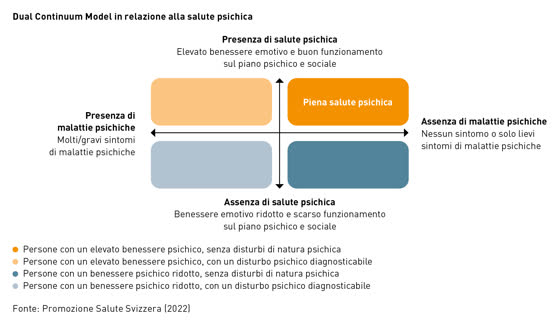 Dual Continuum Model in relazione alla salute psichica
Presenza di salute psichica
Elevato benessere emotivo e buon funzionamento
sul piano psichico e sociale
Piena salute psichica
Presenza di
malattie psichiche
Molti/gravi sintomi
di malattie psichiche
Assenza di malattie psichiche
Nessun sintomo o solo lievi
sintomi di malattie psichiche
Assenza di salute psichica
Benessere emotivo ridotto e scarso funzionamento
sul piano psichico e sociale
Persone con un elevato benessere psichico, senza disturbi di natura psichica
Persone con un elevato benessere psichico, con un disturbo psichico diagnosticabile
Persone con un benessere psichico ridotto, senza disturbi di natura psichica
Persone con un benessere psichico ridotto, con un disturbo psichico diagnosticabile
Fonte: Promozione Salute Svizzera (2022)